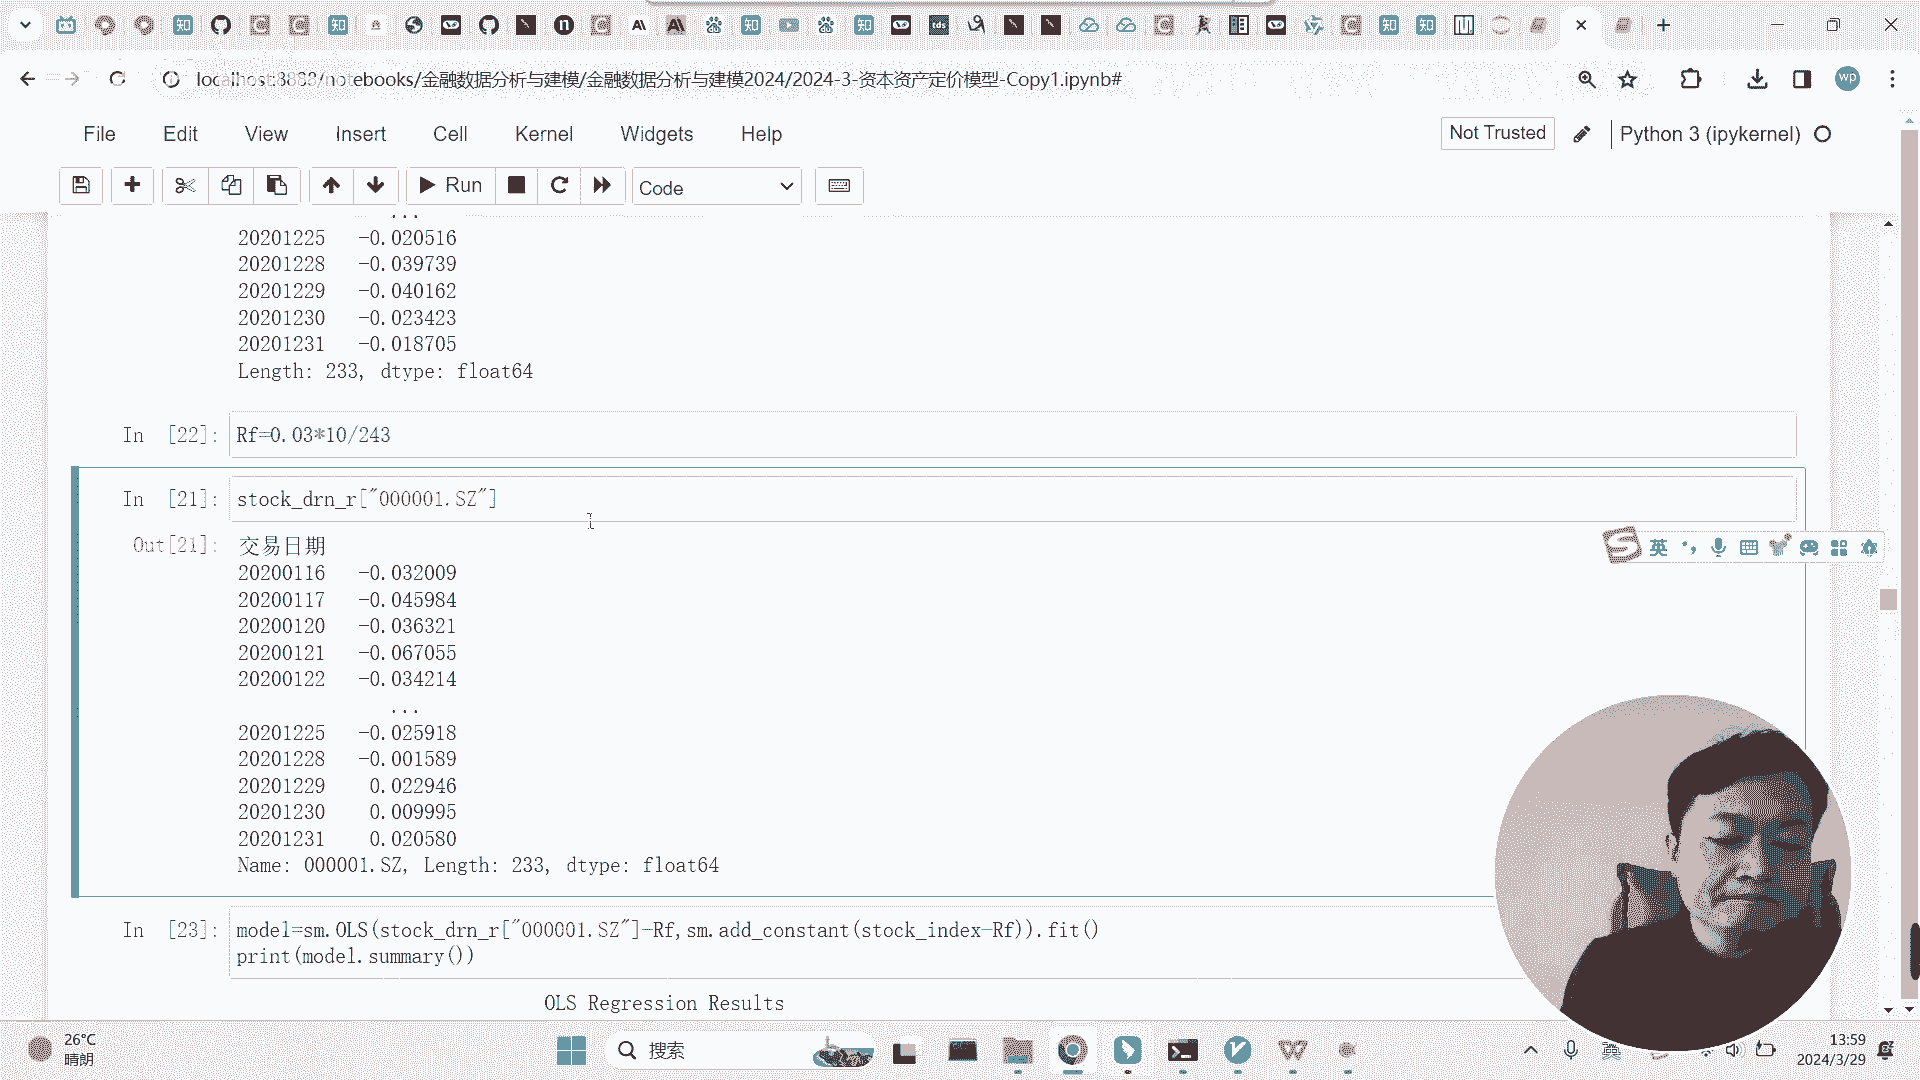 localhost:8888/notebooks/金融数据分析与建模/金融数据分析与建模2024/2024-3-资本资产定价模型-Copy1.ipynb#
wp
File Edit View Insert Cell Kernel Widgets Help Not Trusted Python 3 (ipykernel)
Run Code
...
20201225 -0.020516
20201228 -0.039739
20201229 -0.040162
20201230 -0.023423
20201231 -0.018705
Length: 233, dtype: float64
In [22]: Rf=0.03*10/243
In [21]: stock_drn_r["000001.SZ"]
Out[21]: 交易日期
20200116 -0.032009
20200117 -0.045984
20200120 -0.036321
20200121 -0.067055
20200122 -0.034214
...
20201225 -0.025918
20201228 -0.001589
20201229 0.022946
20201230 0.009995
20201231 0.020580
Name: 000001.SZ, Length: 233, dtype: float64
英
In [23]: model=sm.OLS(stock_drn_r["000001.SZ"]-Rf,sm.add_constant(stock_index-Rf)).fit()
print(model.summary())
OLS Regression Results
26°C
晴朗
搜索
英
13:59
2024/3/29